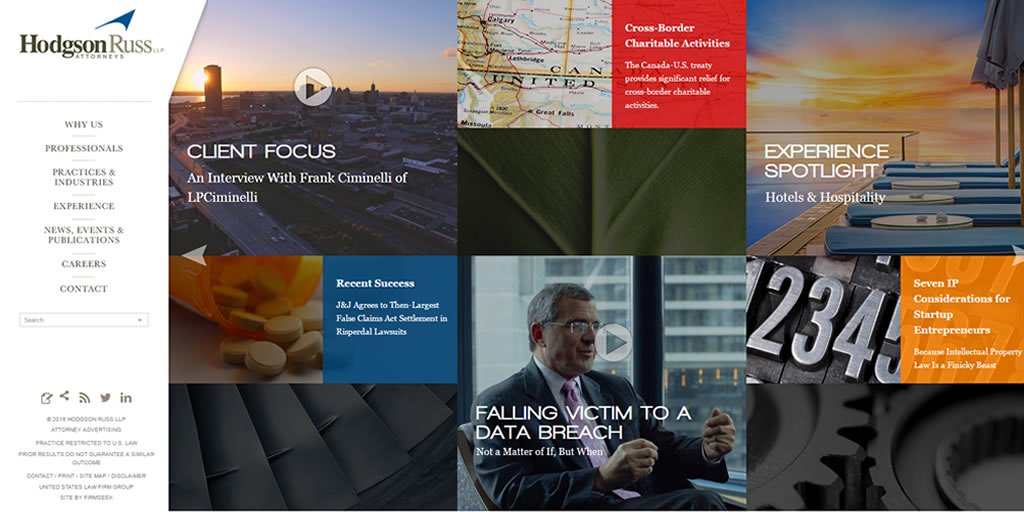 HodgsonRuss LLP
ATTORNEYS
WHY US
PROFESSIONALS
PRACTICES &
INDUSTRIES
EXPERIENCE
NEWS, EVENTS &
PUBLICATIONS
CAREERS
CONTACT
Search
© 2016 HODGSON RUSS LLP
ATTORNEY ADVERTISING
PRACTICE RESTRICTED TO U.S. LAW
PRIOR RESULTS DO NOT GUARANTEE A SIMILAR
OUTCOME
CONTACT / PRINT / SITE MAP / DISCLAIMER
UNITED STATES LAW FIRM GROUP
SITE BY FIRMSEEK
CLIENT FOCUS
An Interview With Frank Ciminelli of
LPCiminelli
Calgary
Lethbridge
CAN
UNITED
Great Falls
Missoula
MONT
Cross-Border
Charitable Activities
The Canada-U.S. treaty
provides significant relief for
cross-border charitable
activities.
EXPERIENCE
SPOTLIGHT
Hotels & Hospitality
Recent Success
J&J Agrees to Then-Largest
False Claims Act Settlement in
Risperdal Lawsuits
FALLING VICTIM TO A
DATA BREACH
Not a Matter of If, But When
2345
Seven IP
Considerations for
Startup
Entrepreneurs
Because Intellectual Property
Law Is a Finicky Beast